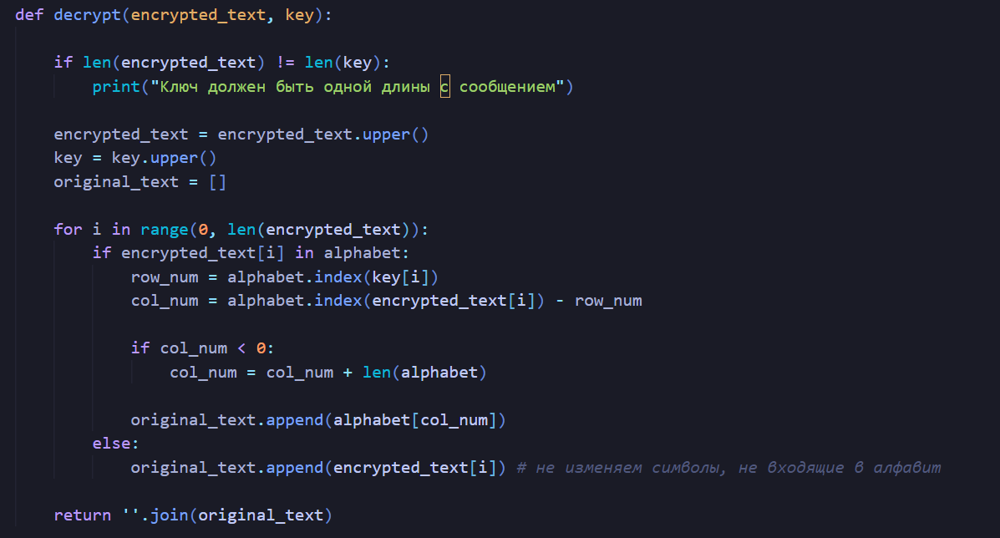 def decrypt(encrypted_text, key):
    if len(encrypted_text) != len(key):
        print("Ключ должен быть одной длины с сообщением")
    encrypted_text = encrypted_text.upper()
    key = key.upper()
    original_text = []
    for i in range(0, len(encrypted_text)):
        if encrypted_text[i] in alphabet:
            row_num = alphabet.index(key[i])
            col_num = alphabet.index(encrypted_text[i]) - row_num
            if col_num < 0:
                col_num = col_num + len(alphabet)
            original_text.append(alphabet[col_num])
        else:
            original_text.append(encrypted_text[i]) # не изменяем символы, не входящие в алфавит
    return ''.join(original_text)